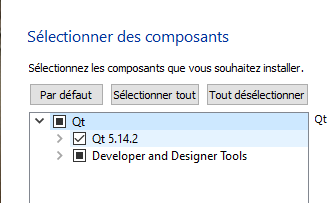 Sélectionner des composants
Sélectionnez les composants que vous souhaitez installer.
Par défaut Sélectionner tout Tout désélectionner
Qt Qt
Qt 5.14.2
Developer and Designer Tools